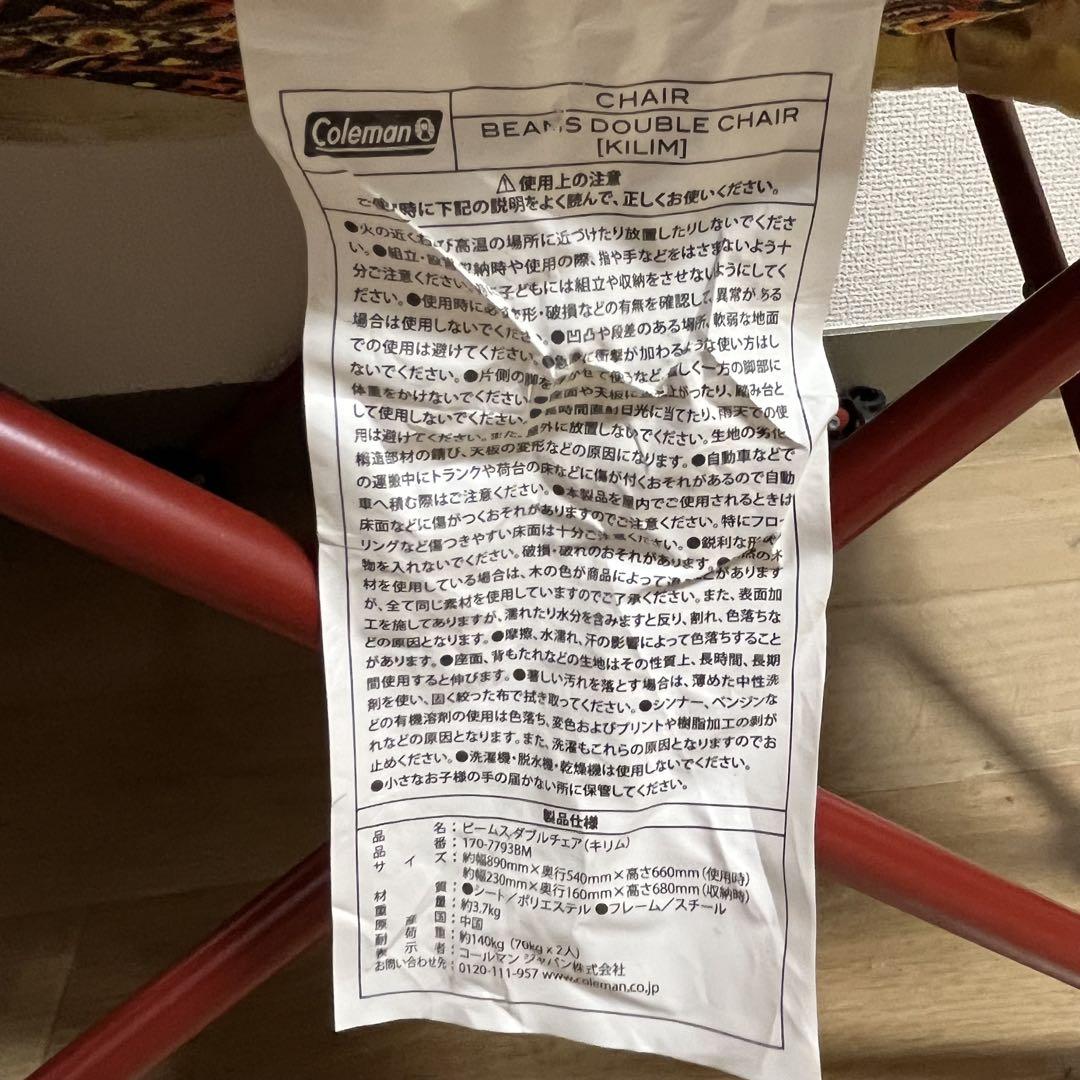 Coleman
CHAIR
BEAMS DOUBLE CHAIR
[KILIM]
⚠使用上の注意
時に下記の説明をよく読んで、正しくお使いください。
●火の近く び高温の場所に近づけたり放置したりしないでくださ
い。●組立・設営 収納時や使用の際、指や手などをはさまないよう十
分ご注意ください 子どもには組立や収納をさせないようにしてく
ださい。●使用時に必ず変形・破損などの有無を確認して、異常がある
場合は使用しないでください。●凹凸や段差のある場所、軟弱な地面
での使用は避けてください。 衝撃が加わるような使い方はし
ないでください。●片側の脚を浮かせて使うなど、著しく一方の脚部に
体重をかけないでください。●座面や天板に立ち上がったり、踏み台と
して使用しないでください。●長時間直射日光に当てたり、雨天での使
用は避けてください。また、屋外に放置しないでください。生地の劣化、
構造部材の錆び、天板の変形などの原因になります。●自動車などで
の運搬中にトランクや荷台の床などに傷が付くおそれがあるので自動
車へ積む際はご注意ください。●本製品を屋内でご使用されるときは
床面などに傷がつくおそれがありますのでご注意ください。特にフロー
リングなど傷つきやすい床面は十分ご注意ください。●鋭利な形の
物を入れないでください。破損・破れのおそれがあります。 の木
材を使用している場合は、木の色が商品によって があります
が、全て同じ素材を使用していますのでご了承ください。また、表面加
工を施してありますが、濡れたり水分を含みますと反り、割れ、色落ちな
どの原因となります。●摩擦、水濡れ、汗の影響によって色落ちすること
があります。●座面、背もたれなどの生地はその性質上、長時間、長期
間使用すると伸びます。●著しい汚れを落とす場合は、薄めた中性洗
剤を使い、固く絞った布で拭き取ってください。●シンナー、ベンジンな
どの有機溶剤の使用は色落ち、変色およびプリントや樹脂加工の剥が
れなどの原因となります。また、洗濯もこれらの原因となりますのでお
止めください。●洗濯機・脱水機・乾燥機は使用しないでください。
●小さなお子様の手の届かない所に保管してください。
製品仕様
品名：ビームスダブルチェア（キリム）
品番：170-7793BM
サイズ：約幅890mm×奥行540mm×高さ660mm（使用時）
約幅230mm×奥行160mm×高さ680mm（収納時）
材質：●シート／ポリエステル ●フレーム／スチール
重量：約3.7kg
原産国：中国
耐荷重：約140kg（70kg×2人）
表示者：コールマン ジャパン株式会社
お問い合わせ先：0120-111-957 www.coleman.co.jp